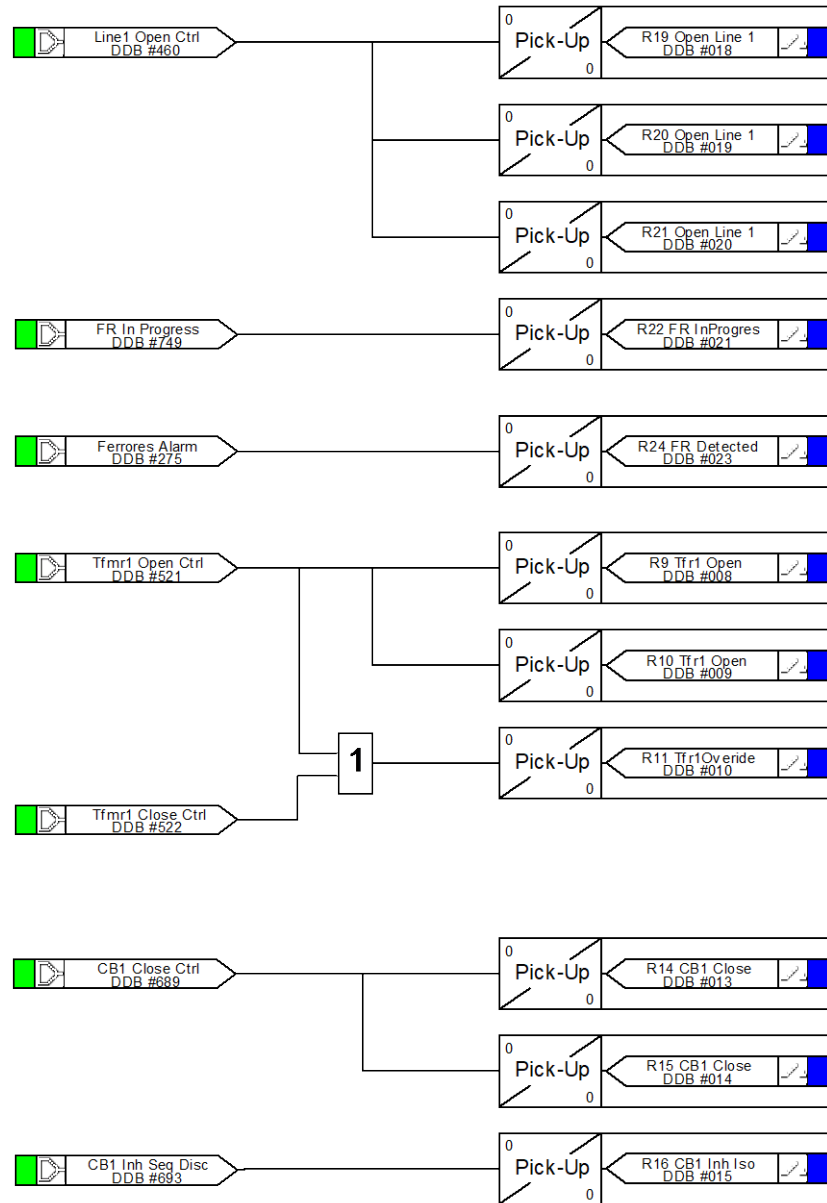 Line1 Open Ctrl
DDB #460
0
Pick-Up
0
R19 Open Line 1
DDB #018
0
Pick-Up
0
R20 Open Line 1
DDB #019
0
Pick-Up
0
R21 Open Line 1
DDB #020
FR In Progress
DDB #749
0
Pick-Up
0
R22 FR InProgres
DDB #021
Ferrores Alarm
DDB #275
0
Pick-Up
0
R24 FR Detected
DDB #023
Tfmr1 Open Ctrl
DDB #521
0
Pick-Up
0
R9 Tfr1 Open
DDB #008
0
Pick-Up
0
R10 Tfr1 Open
DDB #009
1
0
Pick-Up
0
R11 Tfr1Overide
DDB #010
Tfmr1 Close Ctrl
DDB #522
CB1 Close Ctrl
DDB #689
0
Pick-Up
0
R14 CB1 Close
DDB #013
0
Pick-Up
0
R15 CB1 Close
DDB #014
CB1 Inh Seq Disc
DDB #693
0
Pick-Up
0
R16 CB1 Inh Iso
DDB #015